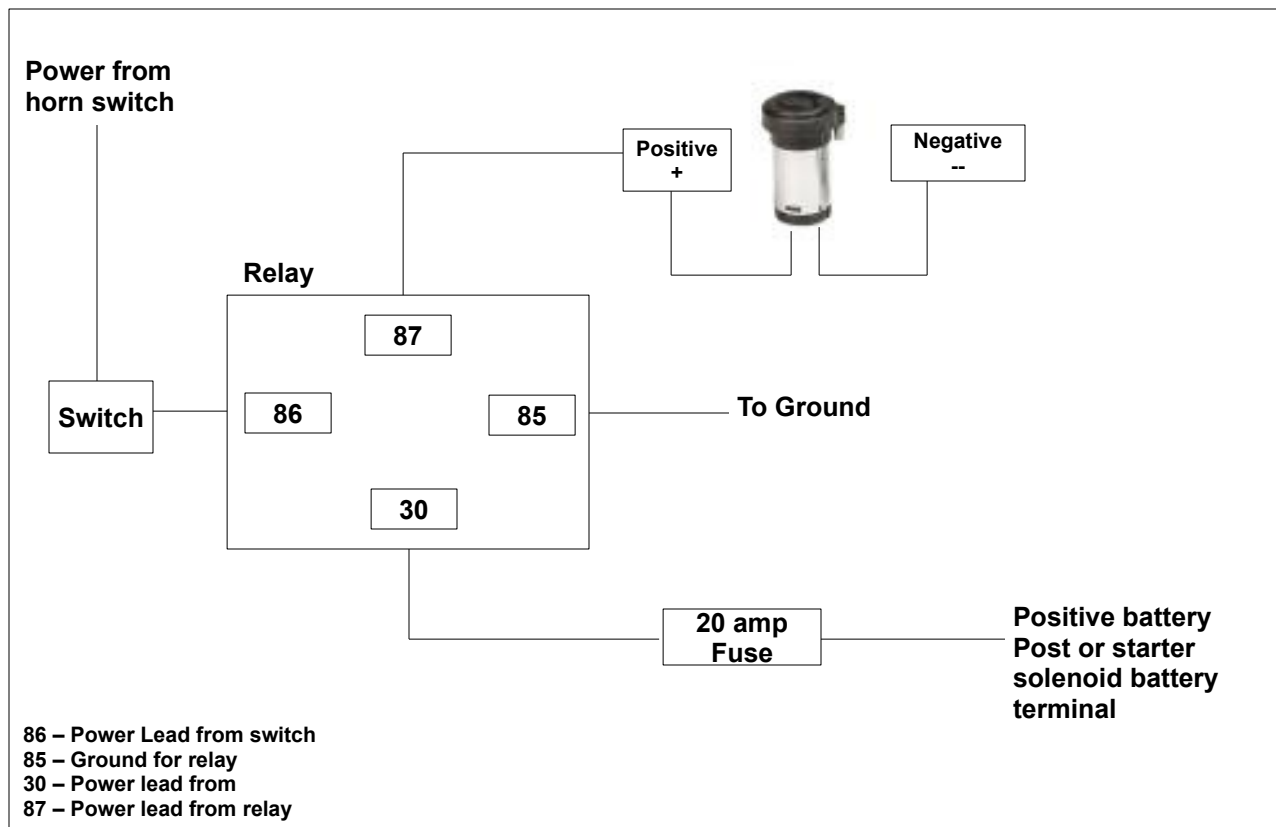 Power from
horn switch
Positive
+
Negative
--
Relay
87
Switch
86
85
To Ground
30
20 amp
Fuse
Positive battery
Post or starter
solenoid battery
terminal
86 – Power Lead from switch
85 – Ground for relay
30 – Power lead from
87 – Power lead from relay